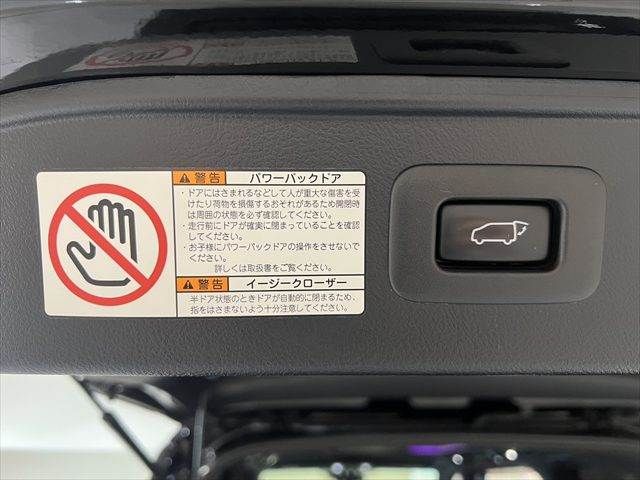 警告 パワーバックドア
・ドアにはさまれるなどして人が重大な傷害を受
けたり荷物を損傷するおそれがあるため開閉時
は周囲の状態を必ず確認してください。
・走行前にドアが確実に閉まっていることを確認
してください。
・お子様にパワーバックドアの操作をさせないで
ください。
詳しくは取扱書をご覧ください。
警告 イージークローザー
半ドア状態のときドアが自動的に閉まるため、
指をはさまないよう十分注意してください。